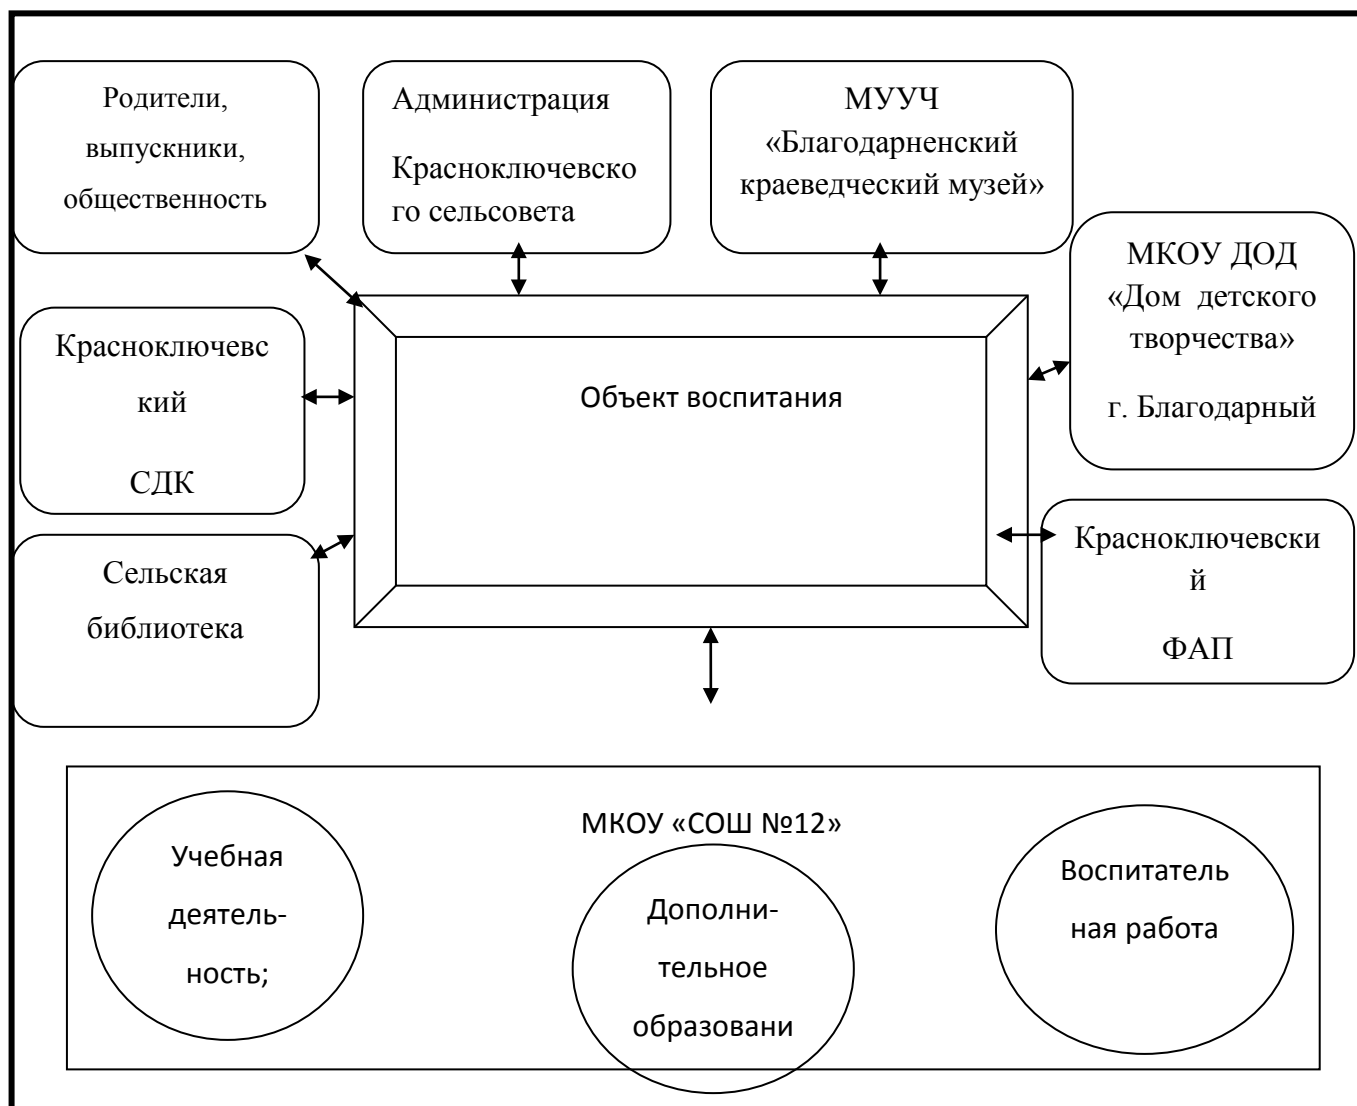 Родители,
выпускники,
общественность
Администрация
Красноключевско
го сельсовета
МУУЧ
«Благодарненский
краеведческий музей»
МКОУ ДОД
«Дом детского
творчества»
г. Благодарный
Красноключевс
кий
СДК
Объект воспитания
Сельская
библиотека
Красноключевски
й
ФАП
МКОУ «СОШ №12»
Учебная
деятель-
ность;
Дополни-
тельное
образовани
Воспитатель
ная работа